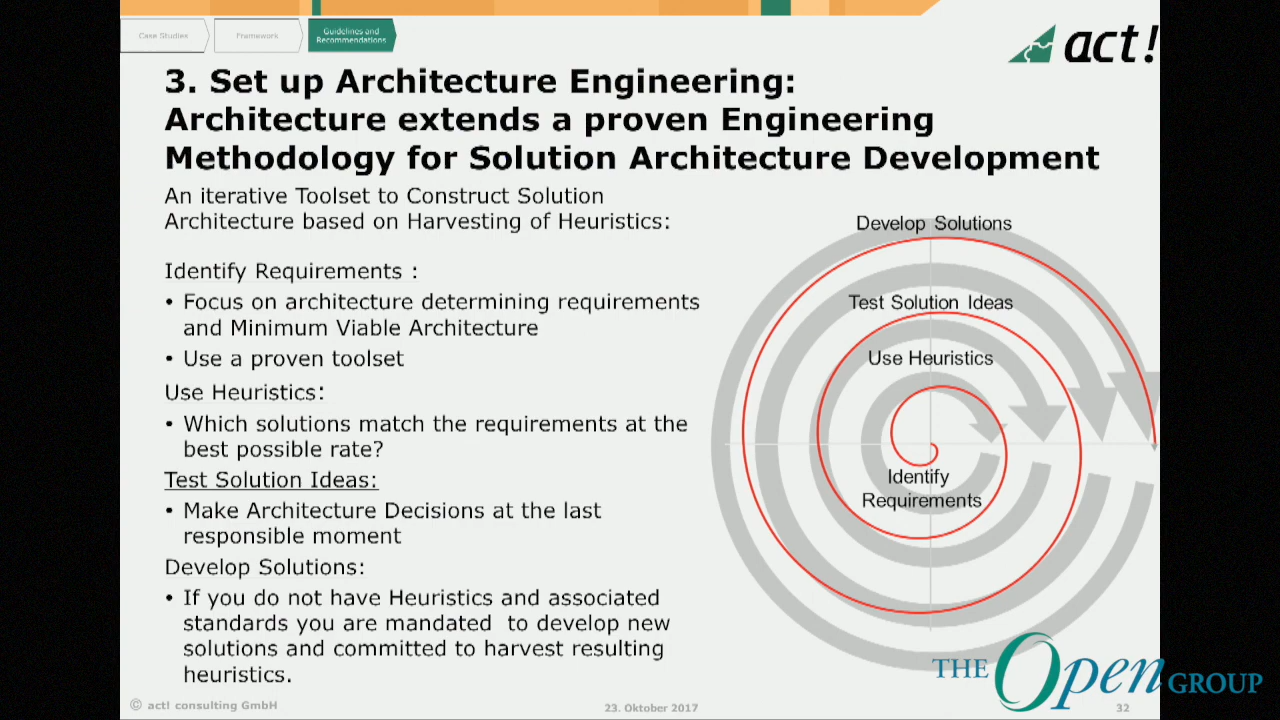 Case Studies
Framework
Guidelines and
Recommendations
act!
3. Set up Architecture Engineering:
Architecture extends a proven Engineering
Methodology for Solution Architecture Development
An iterative Toolset to Construct Solution
Architecture based on Harvesting of Heuristics:
Identify Requirements :
• Focus on architecture determining requirements
and Minimum Viable Architecture
• Use a proven toolset
Use Heuristics:
• Which solutions match the requirements at the
best possible rate?
Test Solution Ideas:
• Make Architecture Decisions at the last
responsible moment
Develop Solutions:
• If you do not have Heuristics and associated
standards you are mandated to develop new
solutions and committed to harvest resulting
heuristics.
Develop Solutions
Test Solution Ideas
Use Heuristics
Identify
Requirements
THE Open GROUP
© act! consulting GmbH
23. Oktober 2017
32